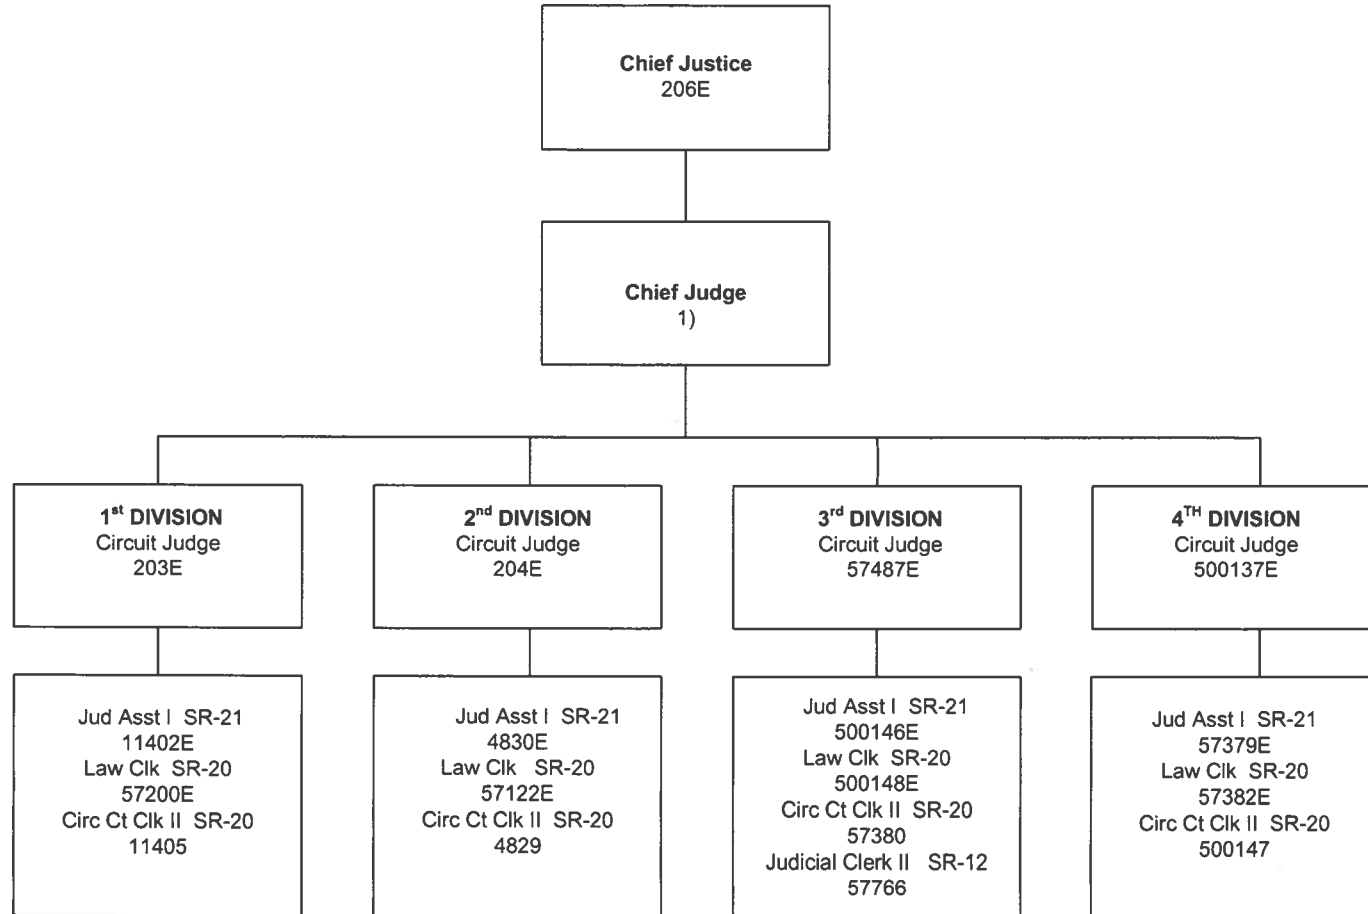 Chief Justice
206E
Chief Judge
1)
1st DIVISION
Circuit Judge
203E
2nd DIVISION
Circuit Judge
204E
3rd DIVISION
Circuit Judge
57487E
4TH DIVISION
Circuit Judge
500137E
Jud Asst I SR-21
11402E
Law Clk SR-20
57200E
Circ Ct Clk II SR-20
11405
Jud Asst I SR-21
4830E
Law Clk SR-20
57122E
Circ Ct Clk II SR-20
4829
Jud Asst I SR-21
500146E
Law Clk SR-20
500148E
Circ Ct Clk II SR-20
57380
Judicial Clerk II SR-12
57766
Jud Asst I SR-21
57379E
Law Clk SR-20
57382E
Circ Ct Clk II SR-20
500147